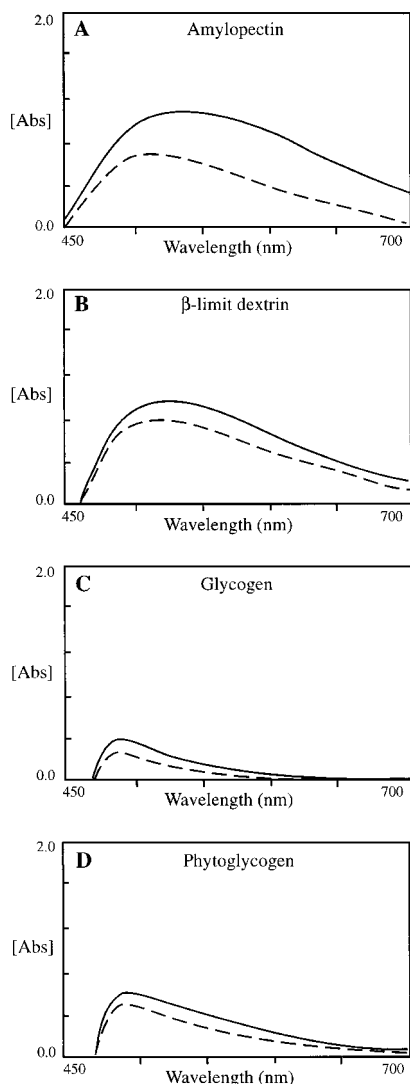 2.0
A
Amylopectin
[Abs]
0.0
450
Wavelength (nm)
700
2.0
B
β-limit dextrin
[Abs]
0.0
450
Wavelength (nm)
700
2.0
C
Glycogen
[Abs]
0.0
450
Wavelength (nm)
700
2.0
D
Phytoglycogen
[Abs]
0.0
450
Wavelength (nm)
700